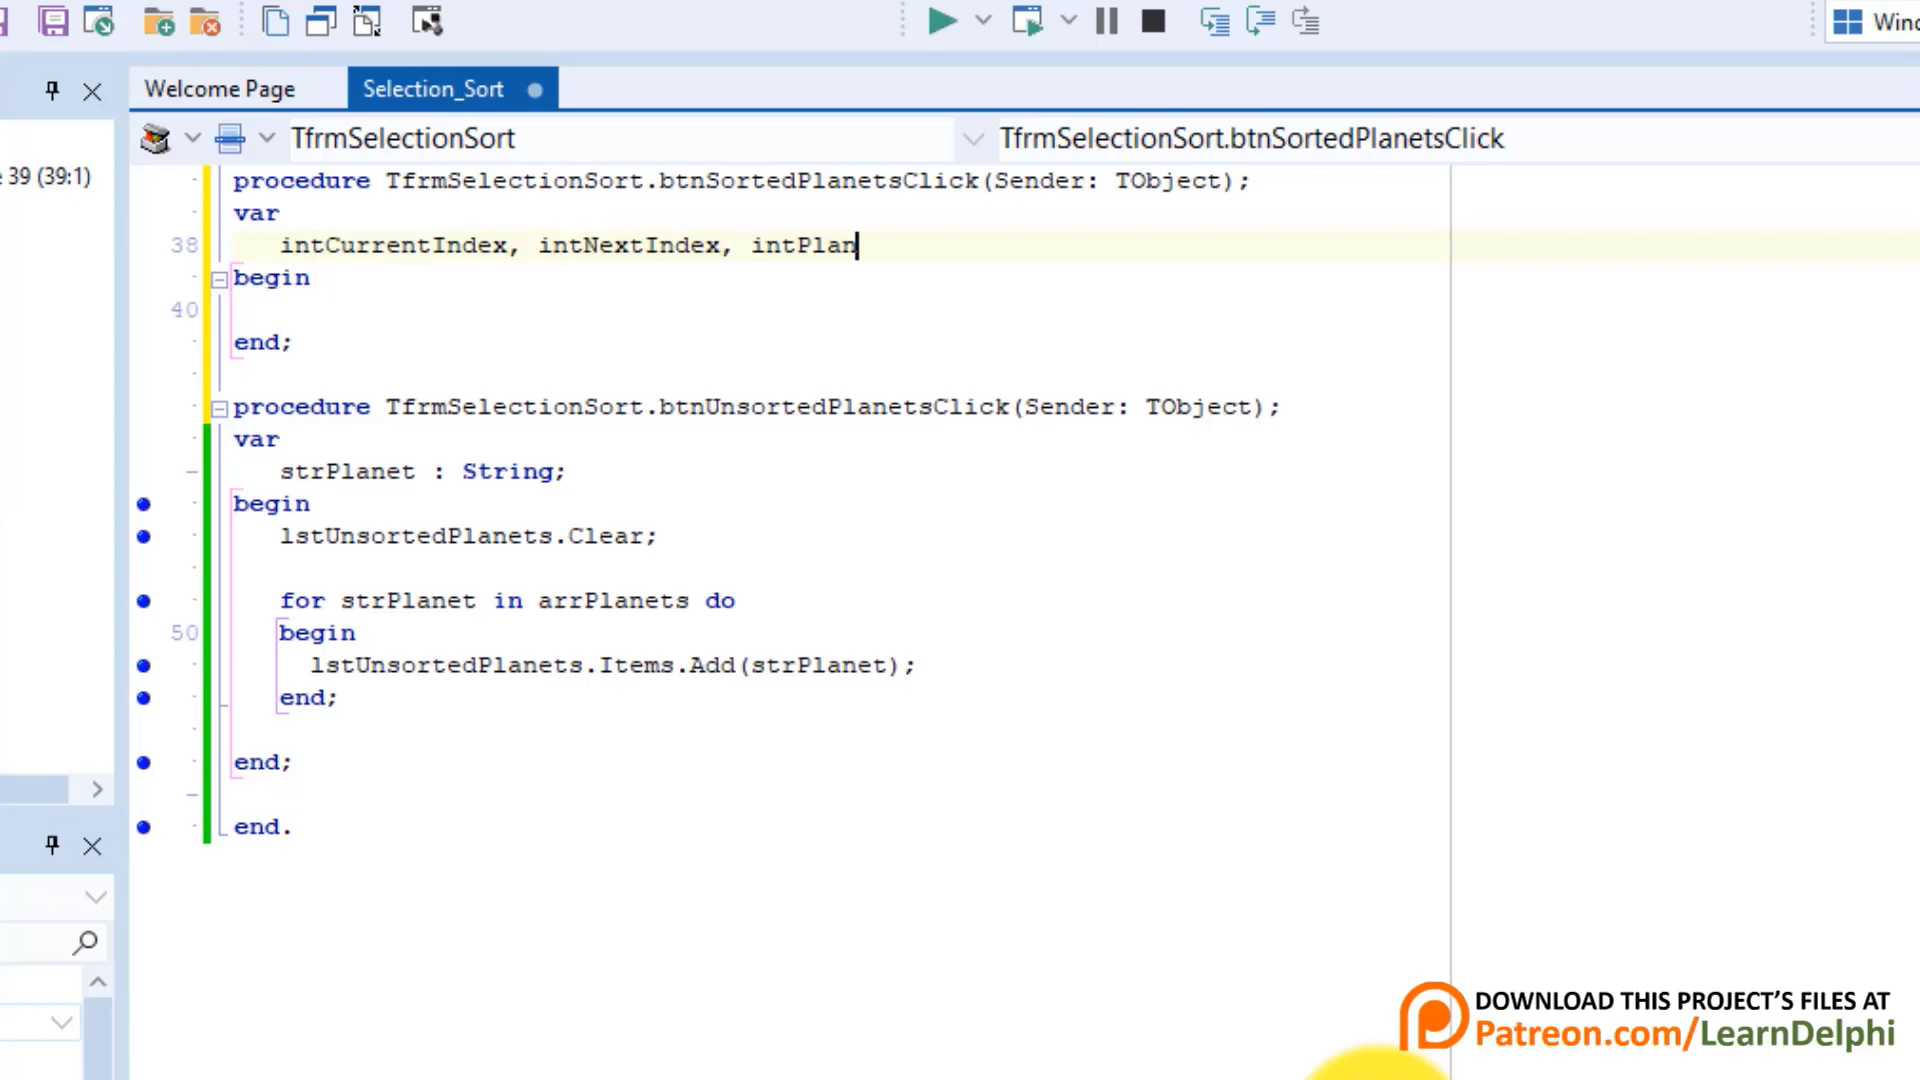 Wind
Welcome Page Selection_Sort
TfrmSelectionSort TfrmSelectionSort.btnSortedPlanetsClick
39 (39:1)
procedure TfrmSelectionSort.btnSortedPlanetsClick(Sender: TObject);
var
38 intCurrentIndex, intNextIndex, intPlan
begin
40
end;
procedure TfrmSelectionSort.btnUnsortedPlanetsClick(Sender: TObject);
var
strPlanet : String;
begin
lstUnsortedPlanets.Clear;
for strPlanet in arrPlanets do
50 begin
lstUnsortedPlanets.Items.Add(strPlanet);
end;
end;
end.
DOWNLOAD THIS PROJECT'S FILES AT
Patreon.com/LearnDelphi